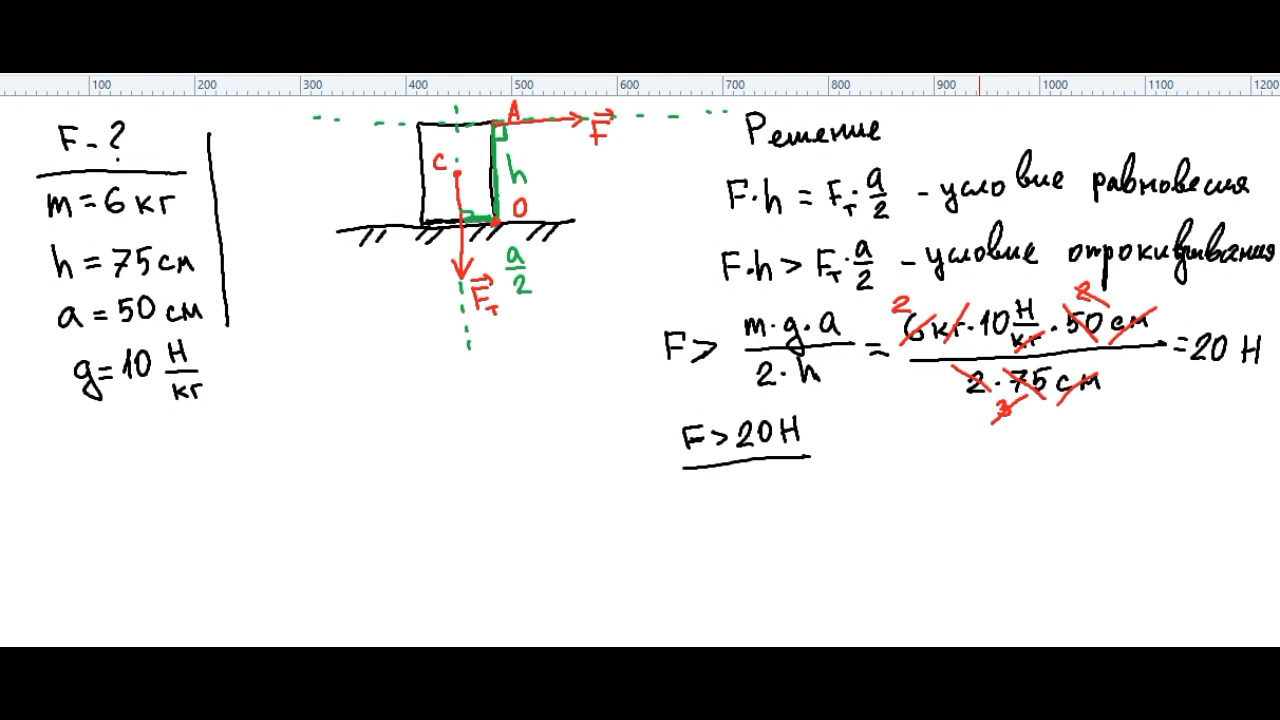 100 200 300 400 500 600 700 800 900 1000 1100 1200
F - ?
m = 6 кг
h = 75 см
a = 50 см
g = 10 Н/кг
A
F
C
h
O
a/2
Fт
Решение
F·h = Fт·a/2 - условие равновесия
F·h > Fт·a/2 - условие опрокидывания
F > m·g·a/2·h = 6 кг·10 Н/кг·50 см/2·75 см = 20 Н
2
2
3
F > 20 Н